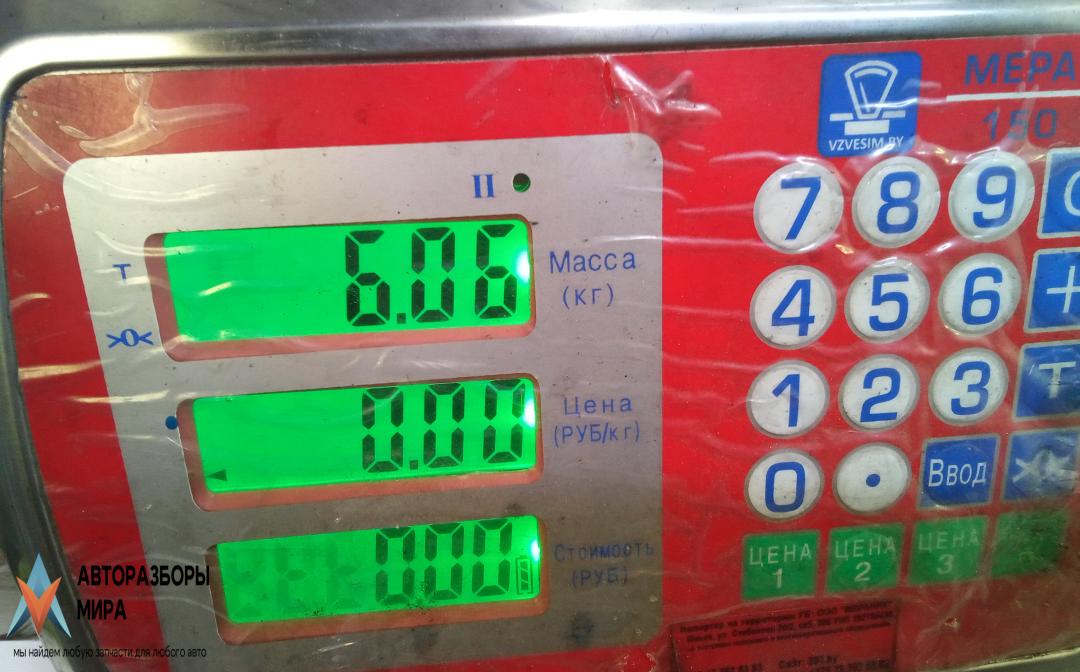 МЕРА
150
VZVESIM.BY
II
T
6.06
Масса
(кг)
>0<
0.00
Цена
(РУБ/кг)
000
Стоимость
(РУБ)
7 8 9
4 5 6 +
1 2 3 T
0 . Ввод
ЦЕНА 1
ЦЕНА 2
ЦЕНА 3
АВТОРАЗБОРЫ
МИРА
мы найдем любую запчасти для любого авто